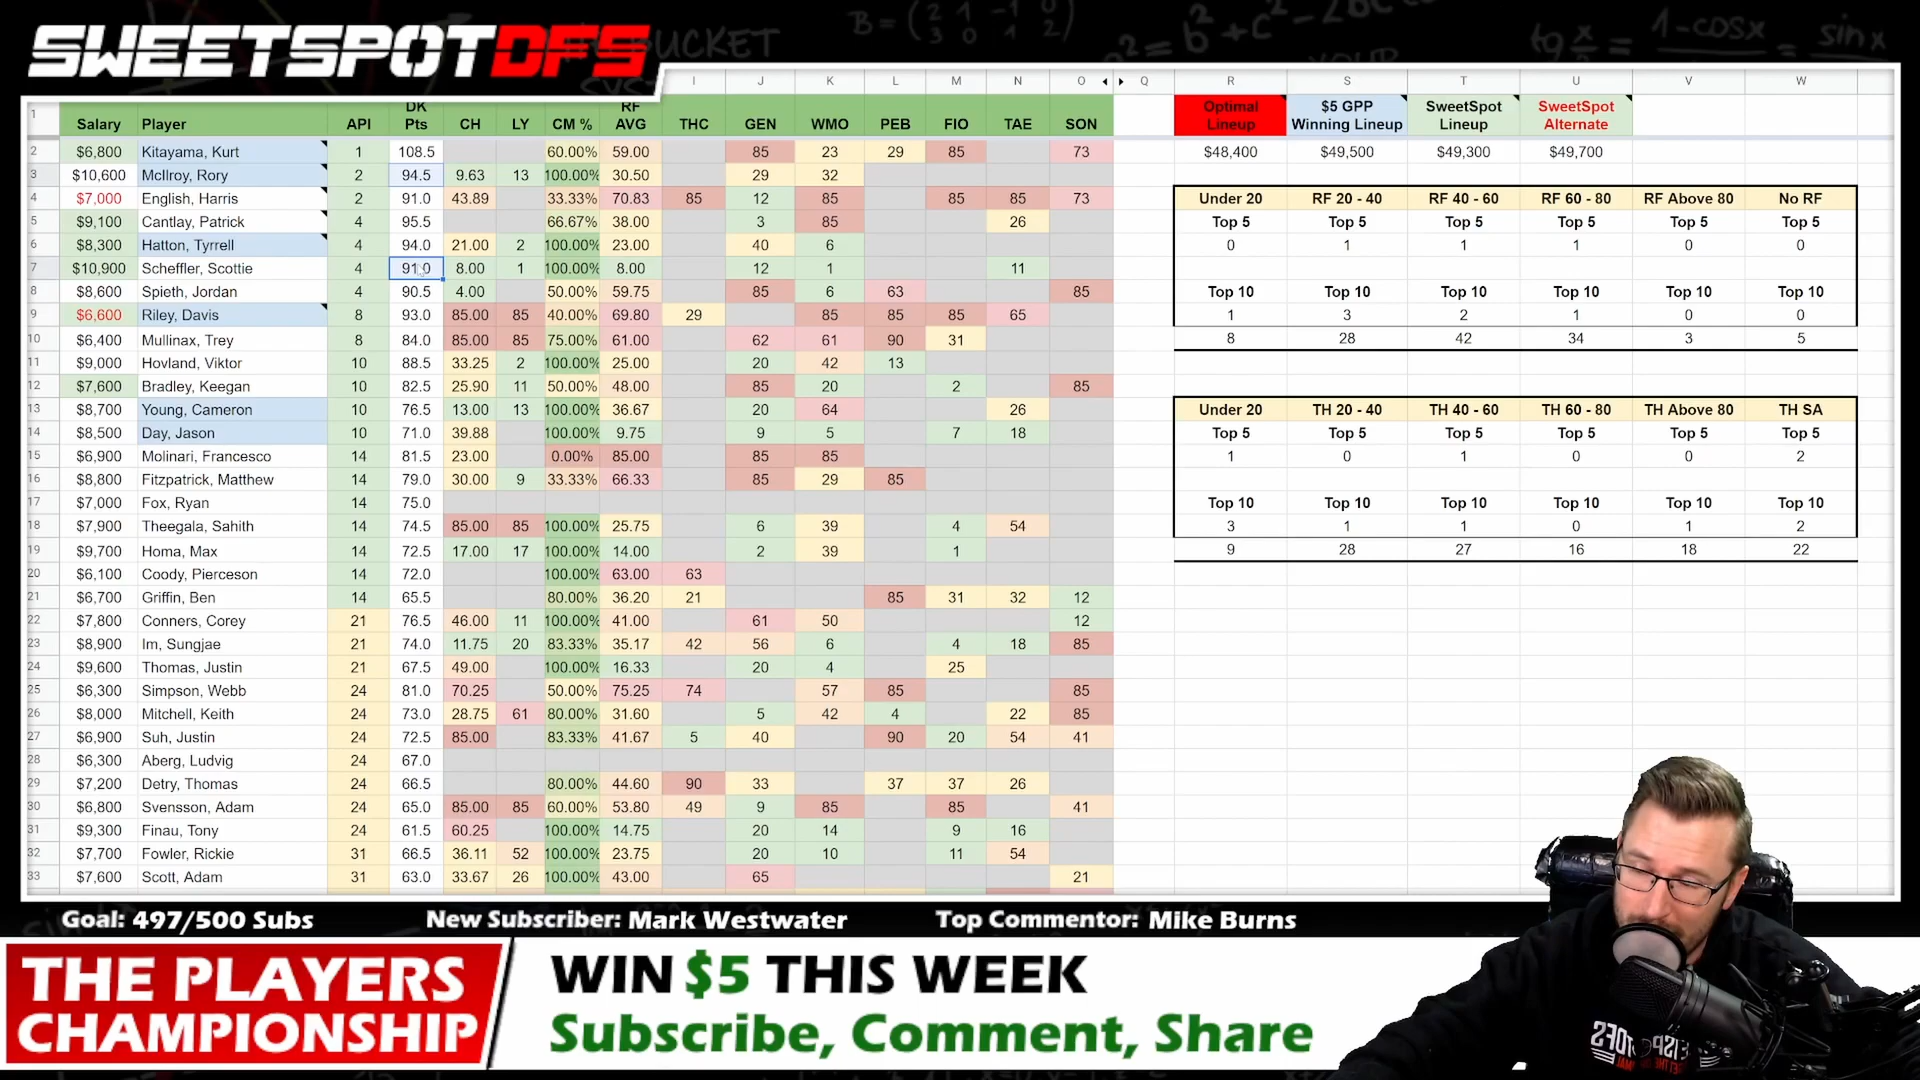 SWEETSPOTDFS
I J K L M N O Q R S T U V W
1 Salary Player API DK Pts CH LY CM % RF AVG THC GEN WMO PEB FIO TAE SON Optimal Lineup $5 GPP Winning Lineup SweetSpot Lineup SweetSpot Alternate
2 $6,800 Kitayama, Kurt 1 108.5 60.00% 59.00 85 23 29 85 73 $48,400 $49,500 $49,300 $49,700
3 $10,600 McIlroy, Rory 2 94.5 9.63 13 100.00% 30.50 29 32
4 $7,000 English, Harris 2 91.0 43.89 33.33% 70.83 85 12 85 85 85 73 Under 20 RF 20 - 40 RF 40 - 60 RF 60 - 80 RF Above 80 No RF
5 $9,100 Cantlay, Patrick 4 95.5 66.67% 38.00 3 85 26 Top 5 Top 5 Top 5 Top 5 Top 5 Top 5
6 $8,300 Hatton, Tyrrell 4 94.0 21.00 2 100.00% 23.00 40 6 0 1 1 1 0 0
7 $10,900 Scheffler, Scottie 4 91.0 8.00 1 100.00% 8.00 12 1 11
8 $8,600 Spieth, Jordan 4 90.5 4.00 50.00% 59.75 85 6 63 85 Top 10 Top 10 Top 10 Top 10 Top 10 Top 10
9 $6,600 Riley, Davis 8 93.0 85.00 85 40.00% 69.80 29 85 85 85 65 1 3 2 1 0 0
10 $6,400 Mullinax, Trey 8 84.0 85.00 85 75.00% 61.00 62 61 90 31 8 28 42 34 3 5
11 $9,000 Hovland, Viktor 10 88.5 33.25 2 100.00% 25.00 20 42 13
12 $7,600 Bradley, Keegan 10 82.5 25.90 11 50.00% 48.00 85 20 2 85
13 $8,700 Young, Cameron 10 76.5 13.00 13 100.00% 36.67 20 64 26 Under 20 TH 20 - 40 TH 40 - 60 TH 60 - 80 TH Above 80 TH SA
14 $8,500 Day, Jason 10 71.0 39.88 100.00% 9.75 9 5 7 18 Top 5 Top 5 Top 5 Top 5 Top 5 Top 5
15 $6,900 Molinari, Francesco 14 81.5 23.00 0.00% 85.00 85 85 1 0 1 0 0 2
16 $8,800 Fitzpatrick, Matthew 14 79.0 30.00 9 33.33% 66.33 85 29 85
17 $7,000 Fox, Ryan 14 75.0 Top 10 Top 10 Top 10 Top 10 Top 10 Top 10
18 $7,900 Theegala, Sahith 14 74.5 85.00 85 100.00% 25.75 6 39 4 54 3 1 1 0 1 2
19 $9,700 Homa, Max 14 72.5 17.00 17 100.00% 14.00 2 39 1 9 28 27 16 18 22
20 $6,100 Coody, Pierceson 14 72.0 100.00% 63.00 63
21 $6,700 Griffin, Ben 14 65.5 80.00% 36.20 21 85 31 32 12
22 $7,800 Conners, Corey 21 76.5 46.00 11 100.00% 41.00 61 50 12
23 $8,900 Im, Sungjae 21 74.0 11.75 20 83.33% 35.17 42 56 6 4 18 85
24 $9,600 Thomas, Justin 21 67.5 49.00 100.00% 16.33 20 4 25
25 $6,300 Simpson, Webb 24 81.0 70.25 50.00% 75.25 74 57 85 85
26 $8,000 Mitchell, Keith 24 73.0 28.75 61 80.00% 31.60 5 42 4 22 85
27 $6,900 Suh, Justin 24 72.5 85.00 83.33% 41.67 5 40 90 20 54 41
28 $6,300 Aberg, Ludvig 24 67.0
29 $7,200 Detry, Thomas 24 66.5 80.00% 44.60 90 33 37 37 26
30 $6,800 Svensson, Adam 24 65.0 85.00 85 60.00% 53.80 49 9 85 85 41
31 $9,300 Finau, Tony 24 61.5 60.25 100.00% 14.75 20 14 9 16
32 $7,700 Fowler, Rickie 31 66.5 36.11 52 100.00% 23.75 20 10 11 54
33 $7,600 Scott, Adam 31 63.0 33.67 26 100.00% 43.00 65 21
Goal: 497/500 Subs New Subscriber: Mark Westwater Top Commentor: Mike Burns
THE PLAYERS CHAMPIONSHIP
WIN $5 THIS WEEK
Subscribe, Comment, Share